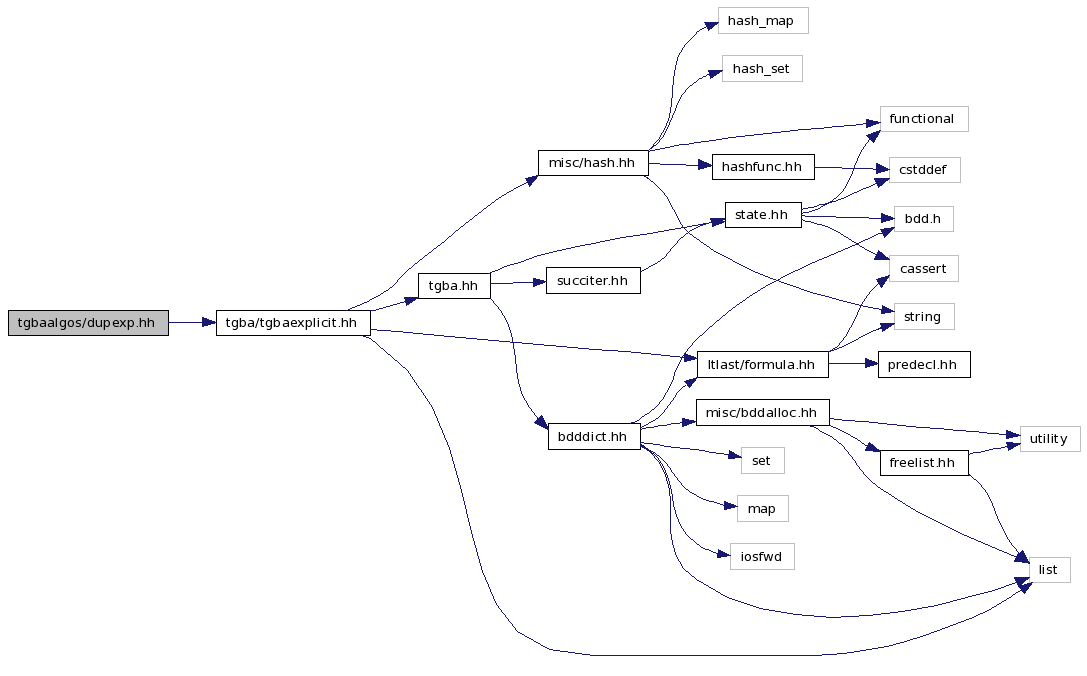 hash_map
hash_set
functional
misc/hash.hh
hashfunc.hh
cstddef
state.hh
bdd.h
cassert
tgba.hh
succiter.hh
string
tgbaalgos/dupexp.hh
tgba/tgbaexplicit.hh
ltlast/formula.hh
predecl.hh
misc/bddalloc.hh
bdddict.hh
utility
set
freelist.hh
map
iosfwd
list